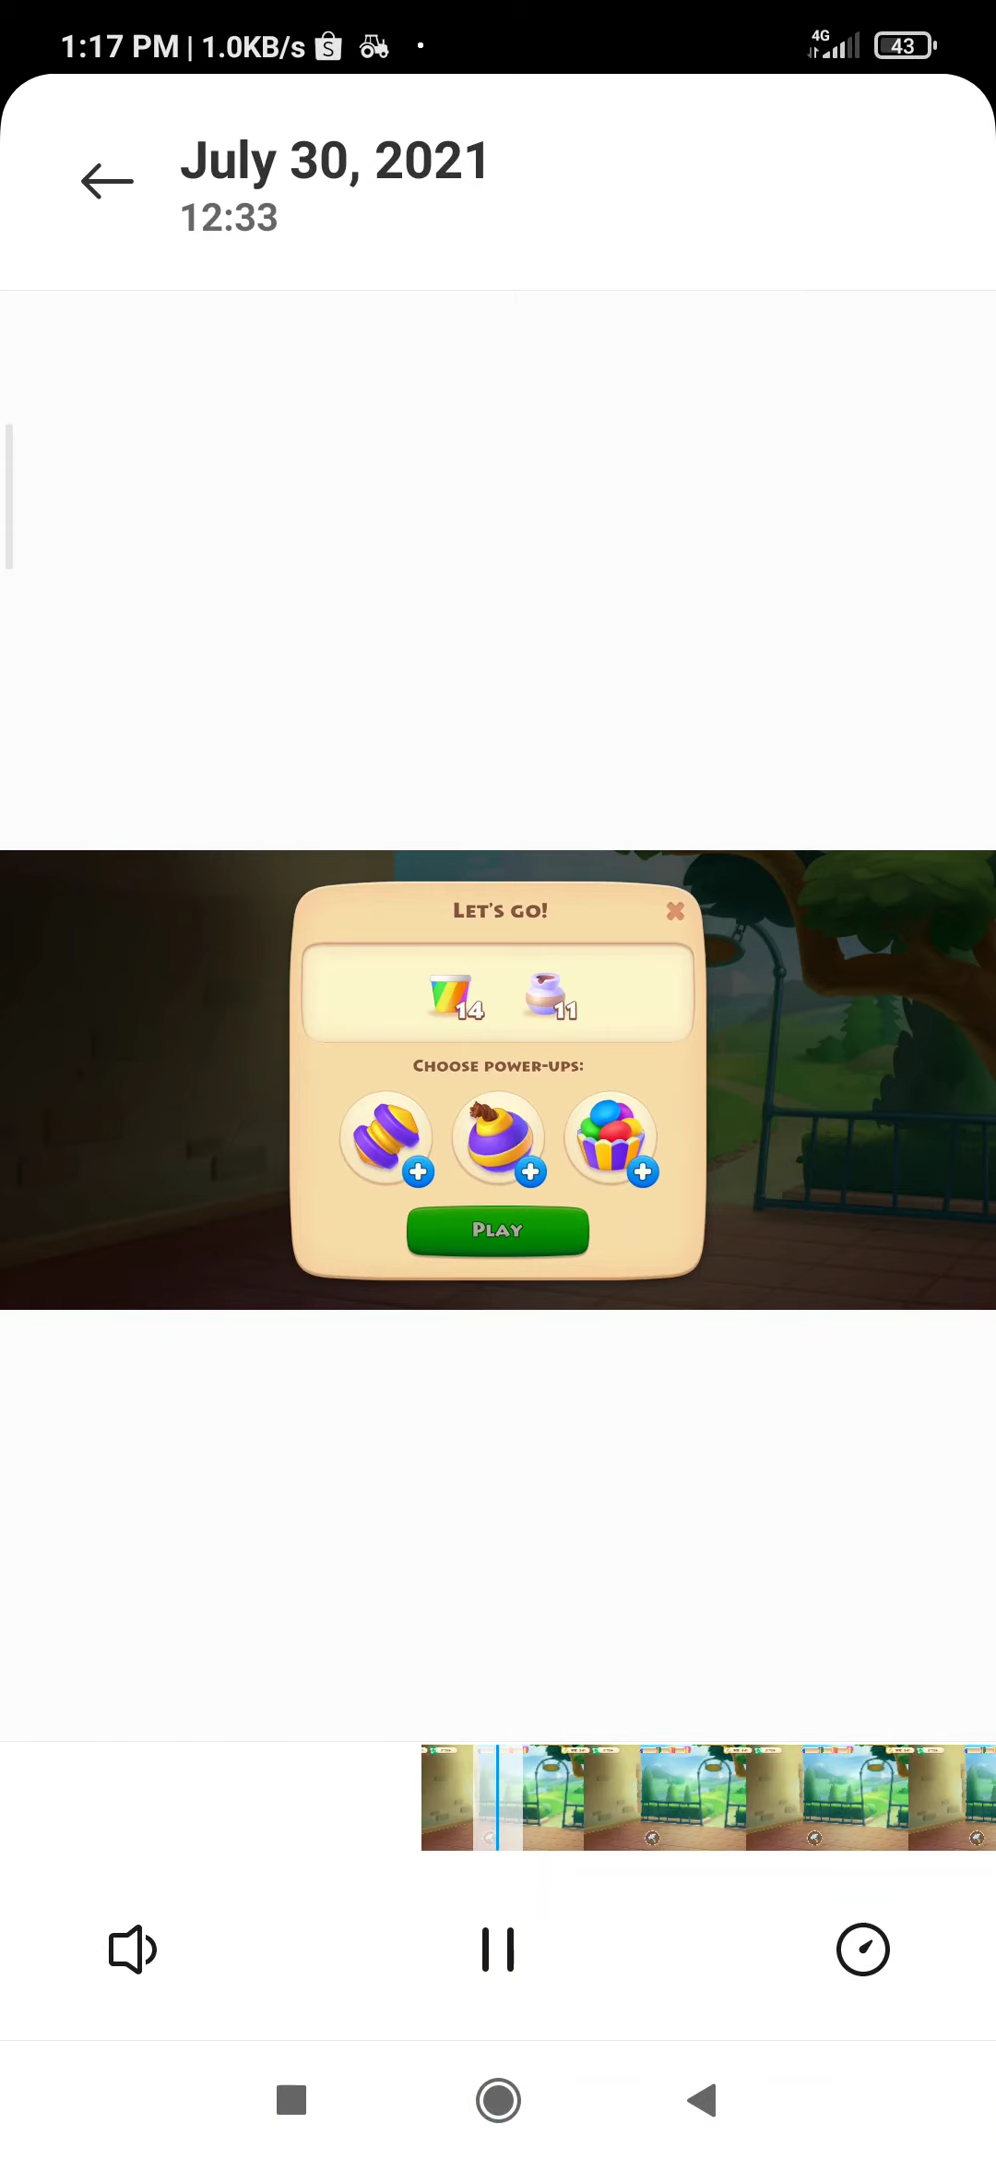 1:17 PM | 1.0KB/s
4G
43
July 30, 2021
12:33
LET'S GO!
14
11
CHOOSE POWER-UPS:
PLAY